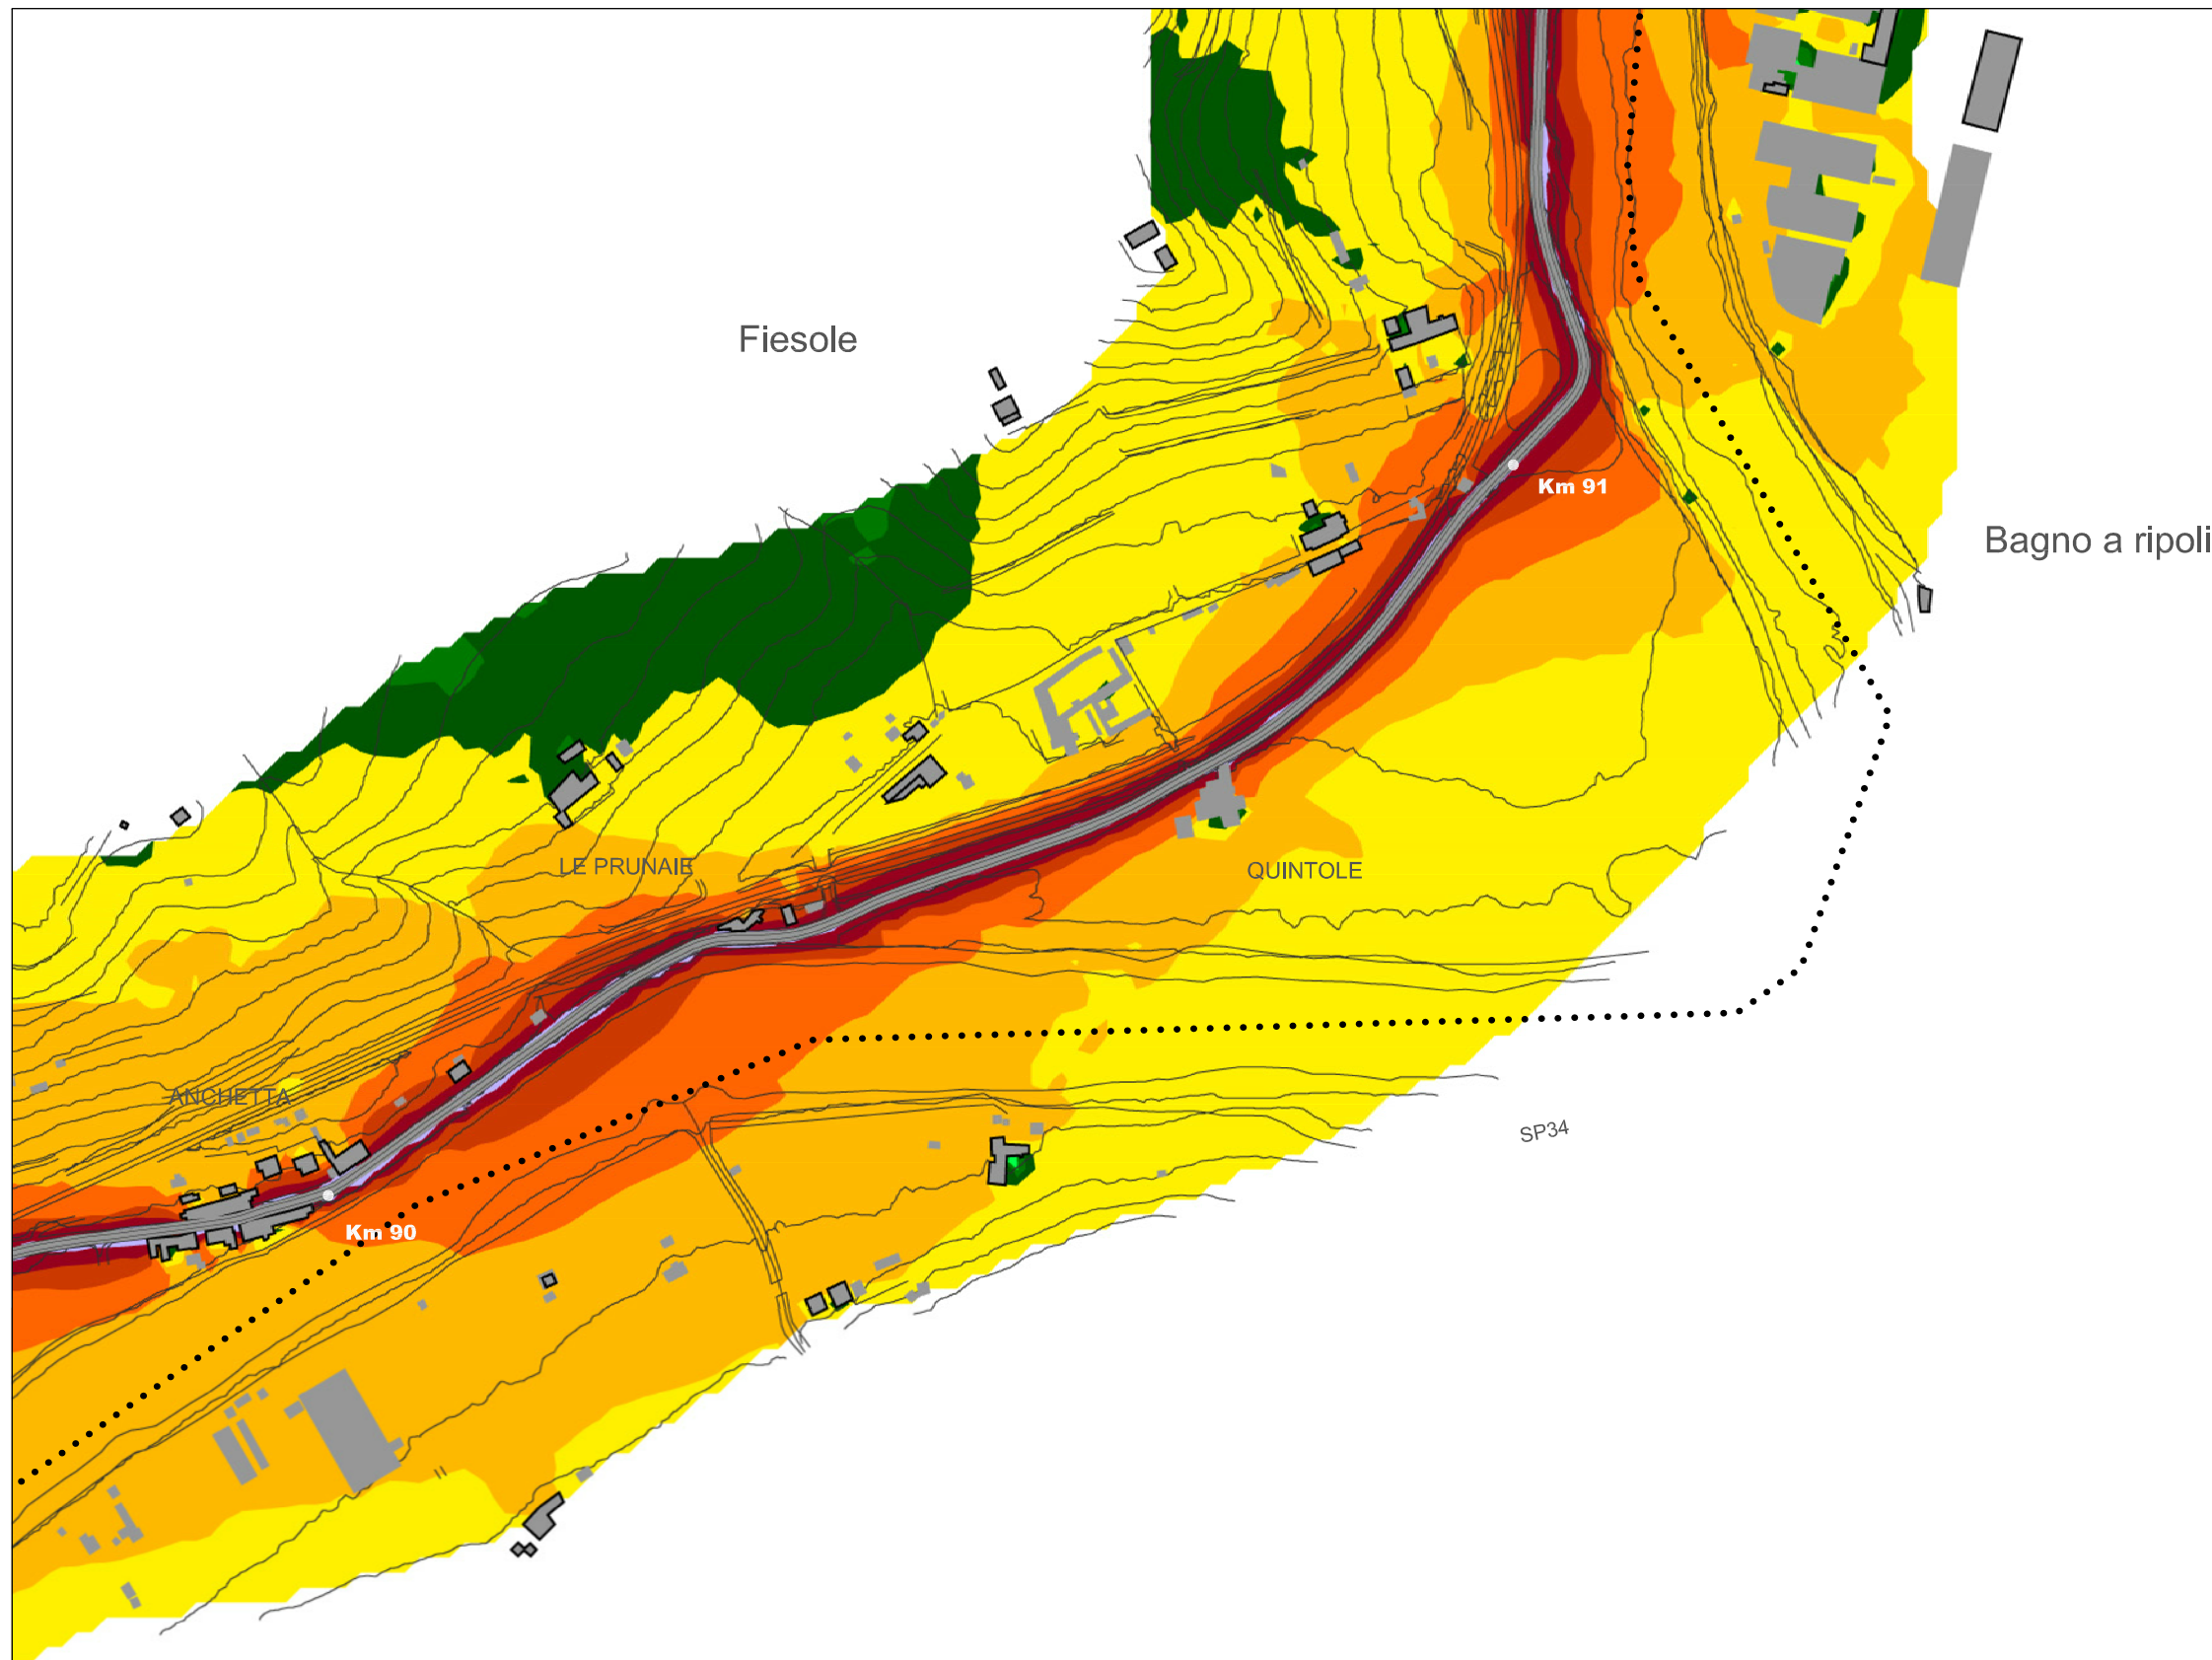 Fiesole
Km 91
Bagno a ripoli
LE PRUNAIE
QUINTOLE
ANCHETTA
SP34
Km 90